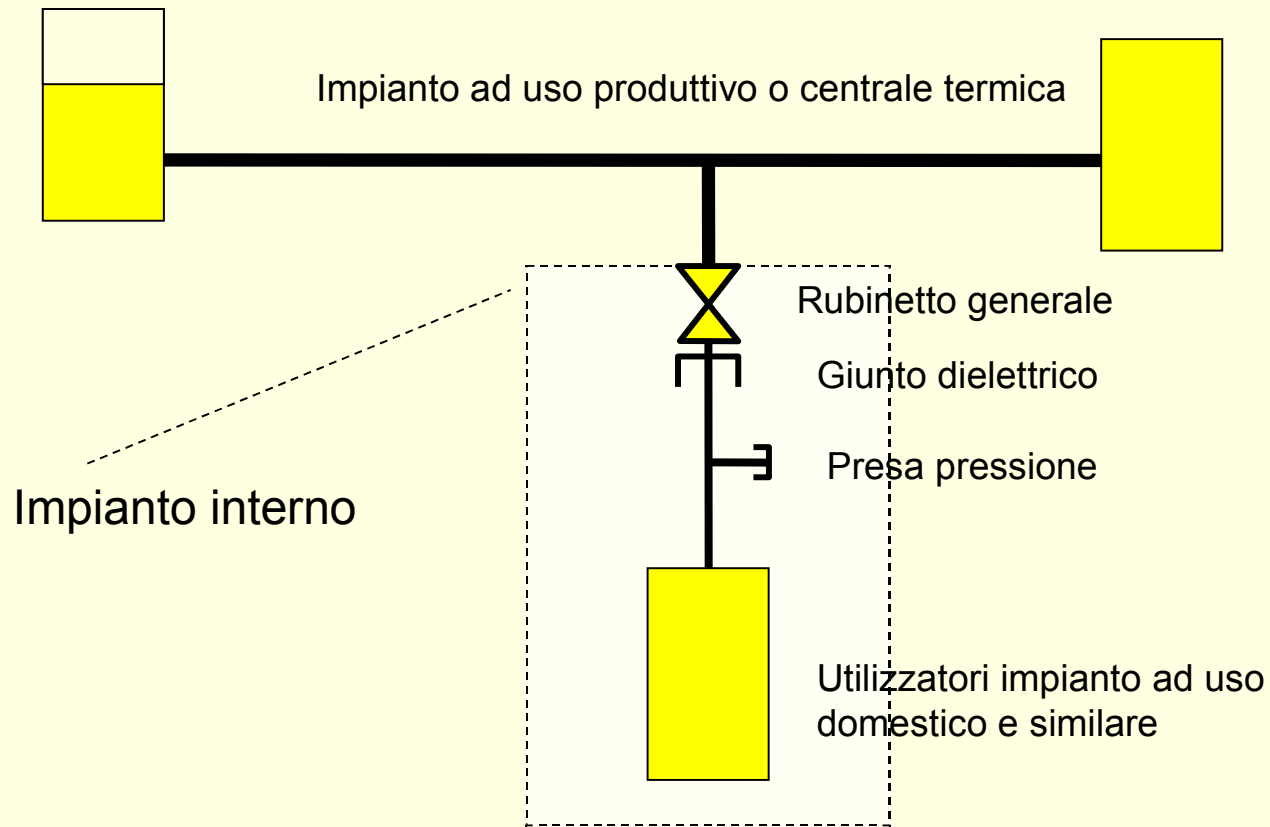 Impianto ad uso produttivo o centrale termica
Rubinetto generale
Giunto dielettrico
Presa pressione
Impianto interno
Utilizzatori impianto ad uso
domestico e similare